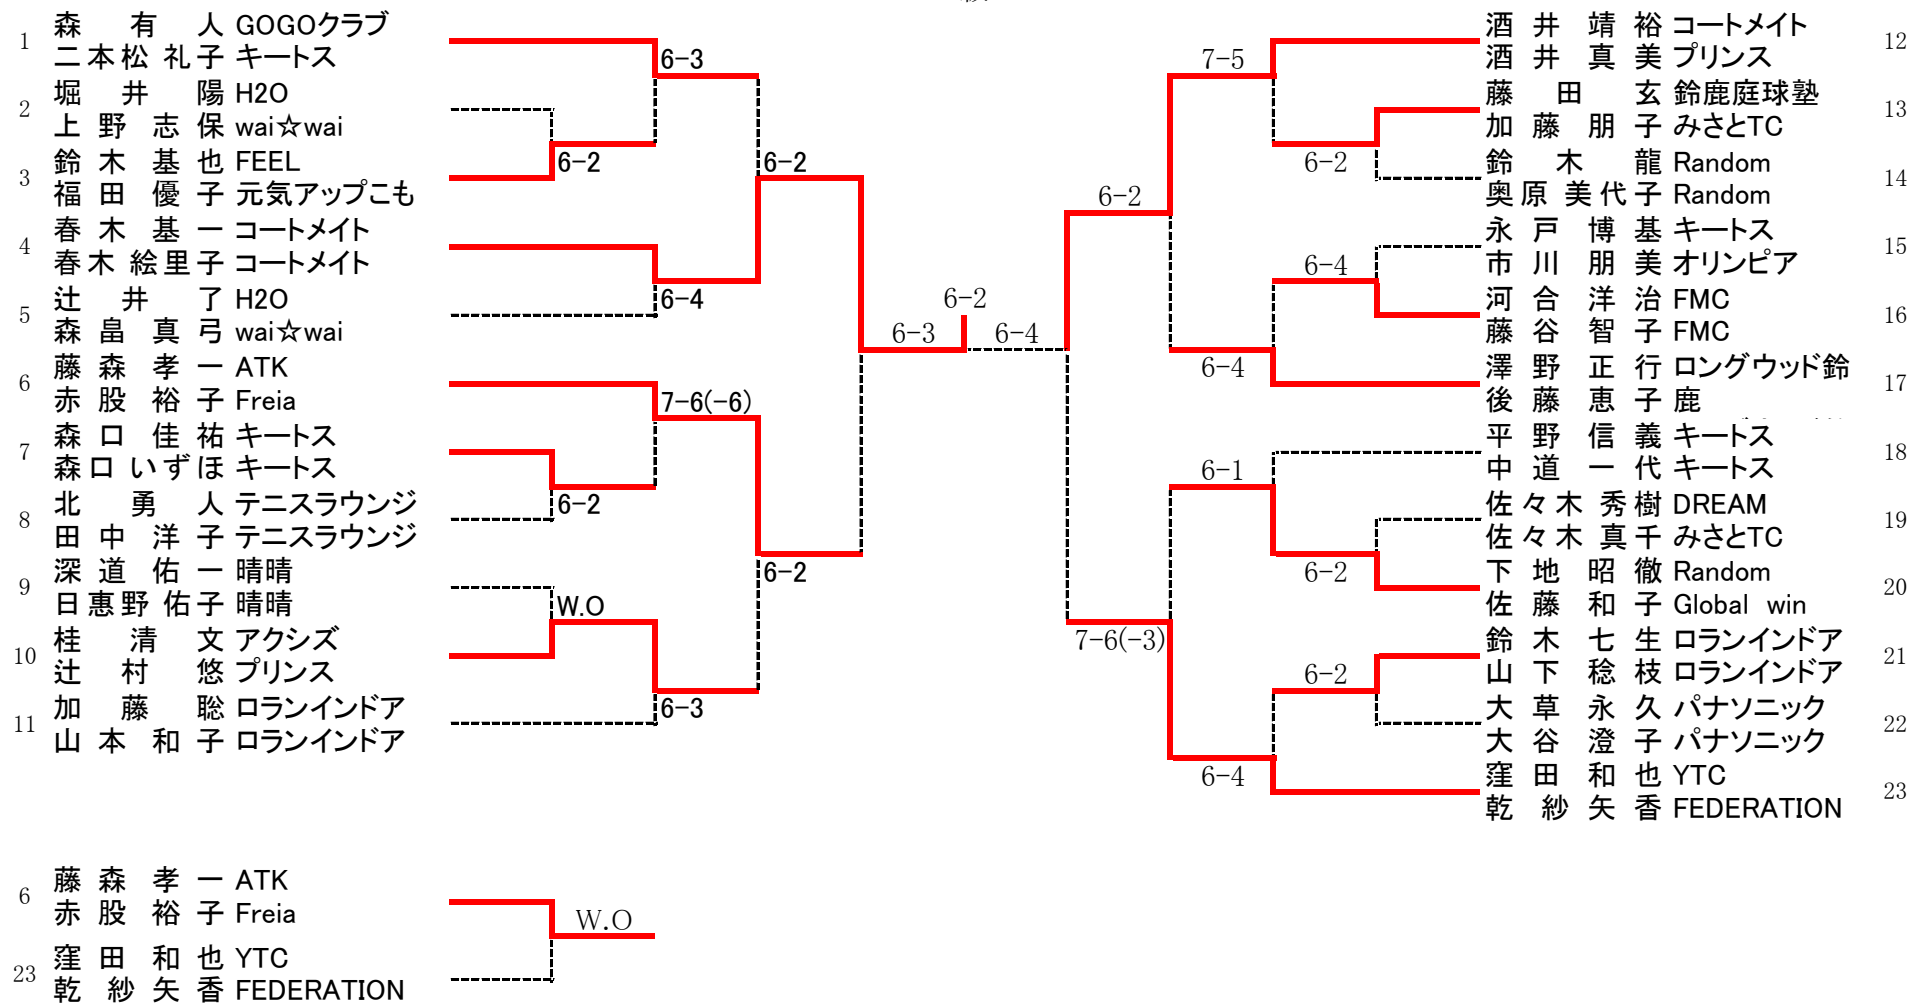 1 森 有 人 GOGOクラブ
二本松 礼子 キートス
6-3
2 堀 井 陽 H2O
上 野 志 保 wai☆wai
6-2
3 鈴 木 基 也 FEEL
福 田 優 子 元気アップこも
6-2
4 春 木 基 一 コートメイト
春 木 絵里子 コートメイト
6-4
5 辻 井 了 H2O
森 畠 真 弓 wai☆wai
6-3
6-2
6-4
6 藤 森 孝 一 ATK
赤 股 裕 子 Freia
7-6(-6)
7 森 口 佳 祐 キートス
森口 いずほ キートス
6-2
8 北 勇 人 テニスラウンジ
田 中 洋 子 テニスラウンジ
6-2
9 深 道 佑 一 晴晴
日恵野 佑子 晴晴
W.O
10 桂 清 文 アクシズ
辻 村 悠 プリンス
6-3
11 加 藤 聡 ロランインドア
山 本 和 子 ロランインドア
酒 井 靖 裕 コートメイト 12
酒 井 真 美 プリンス
7-5
藤 田 玄 鈴鹿庭球塾 13
加 藤 朋 子 みさとTC
6-2
鈴 木 龍 Random 14
奥原 美代子 Random
6-2
永 戸 博 基 キートス 15
市 川 朋 美 オリンピア
6-4
河 合 洋 治 FMC 16
藤 谷 智 子 FMC
6-4
澤 野 正 行 ロングウッド鈴 17
後 藤 恵 子 鹿
平 野 信 義 キートス 18
中 道 一 代 キートス
6-1
佐々木 秀樹 DREAM 19
佐々木 真千 みさとTC
6-2
下 地 昭 徹 Random 20
佐 藤 和 子 Global win
7-6(-3)
鈴 木 七 生 ロランインドア 21
山 下 稔 枝 ロランインドア
6-2
大 草 永 久 パナソニック 22
大 谷 澄 子 パナソニック
6-4
窪 田 和 也 YTC 23
乾 紗 矢 香 FEDERATION
6 藤 森 孝 一 ATK
赤 股 裕 子 Freia
W.O
23 窪 田 和 也 YTC
乾 紗 矢 香 FEDERATION